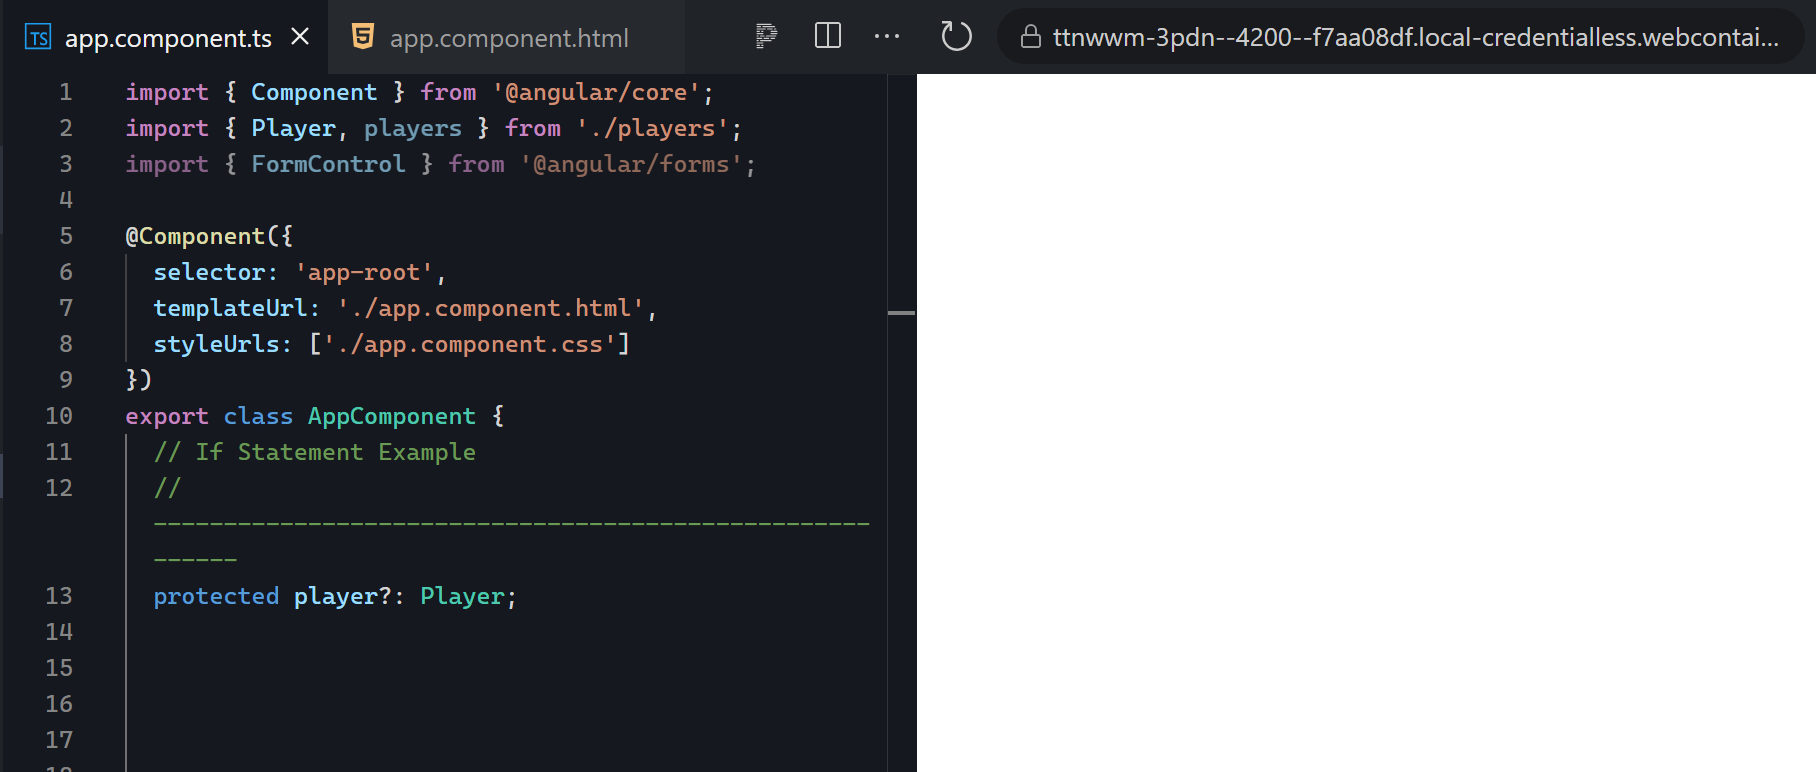 app.component.ts
app.component.html
ttnwwm-3pdn--4200--f7aa08df.local-credentialless.webcontai...
1 import { Component } from '@angular/core';
2 import { Player, players } from './players';
3 import { FormControl } from '@angular/forms';
4
5 @Component({
6 selector: 'app-root',
7 templateUrl: './app.component.html',
8 styleUrls: ['./app.component.css']
9 })
10 export class AppComponent {
11 // If Statement Example
12 //
---------------------------------------------------
------
13 protected player?: Player;
14
15
16
17